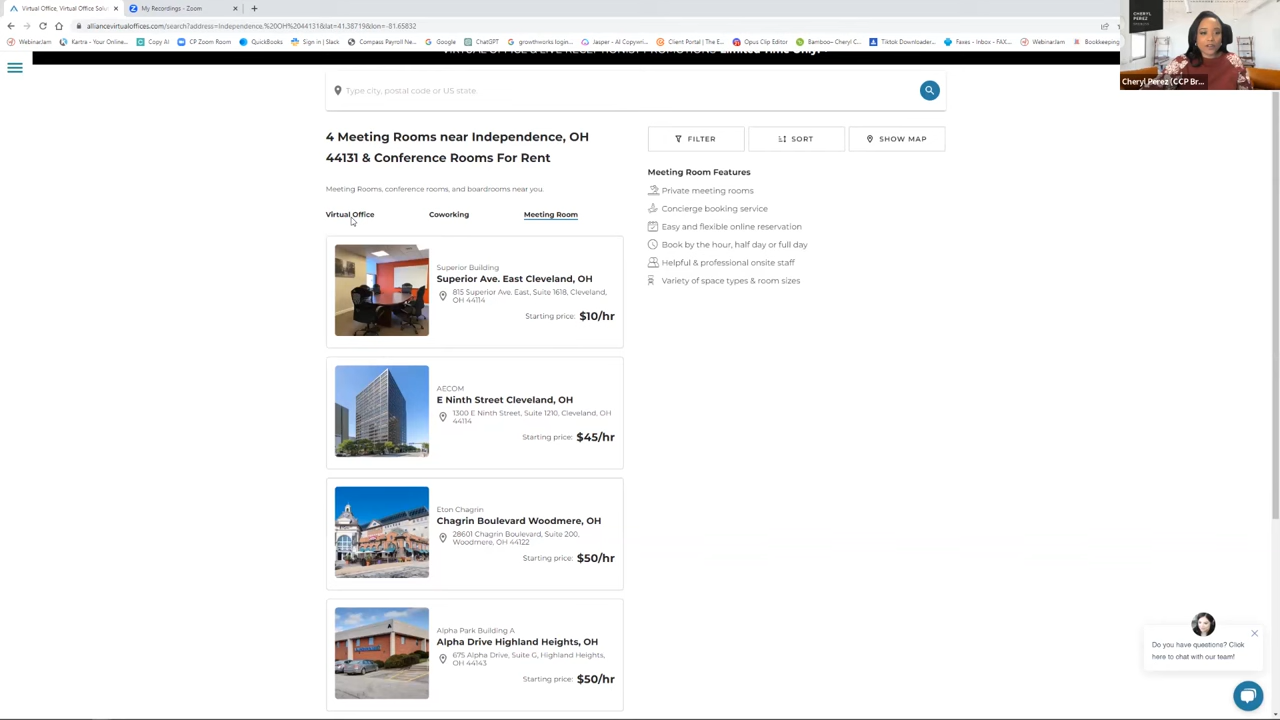 Virtual Office, Virtual Office Solu
My Recordings - Zoom
alliancevirtualoffices.com/search?address=Independence,%20OH%2044131&lat=41.38719&lon=-81.65832
WebinarJam
Kartra - Your Online...
Copy AI
CP Zoom Room
QuickBooks
Sign in | Slack
Compass Payroll Ne...
Google
ChatGPT
growthworks.login...
Jasper - AI Copywri...
Client Portal | The E...
Opus Clip Editor
Bamboo– Cheryl C...
Tiktok Downloader...
Faxes - Inbox - FAX...
WebinarJam
Bookkeeping
CHERYL
PEREZ
Cheryl Perez (CCP Br...
Type city, postal code or US state.
4 Meeting Rooms near Independence, OH
44131 & Conference Rooms For Rent
FILTER
SORT
SHOW MAP
Meeting Rooms, conference rooms, and boardrooms near you.
Virtual Office
Coworking
Meeting Room
Meeting Room Features
Private meeting rooms
Concierge booking service
Easy and flexible online reservation
Book by the hour, half day or full day
Helpful & professional onsite staff
Variety of space types & room sizes
Superior Building
Superior Ave. East Cleveland, OH
815 Superior Ave. East, Suite 1618, Cleveland,
OH 44114
Starting price: $10/hr
AECOM
E Ninth Street Cleveland, OH
1300 E Ninth Street, Suite 1210, Cleveland, OH
44114
Starting price: $45/hr
Eton Chagrin
Chagrin Boulevard Woodmere, OH
28601 Chagrin Boulevard, Suite 200,
Woodmere, OH 44122
Starting price: $50/hr
Alpha Park Building A
Alpha Drive Highland Heights, OH
675 Alpha Drive, Suite G, Highland Heights,
OH 44143
Starting price: $50/hr
Do you have questions? Click
here to chat with our team!